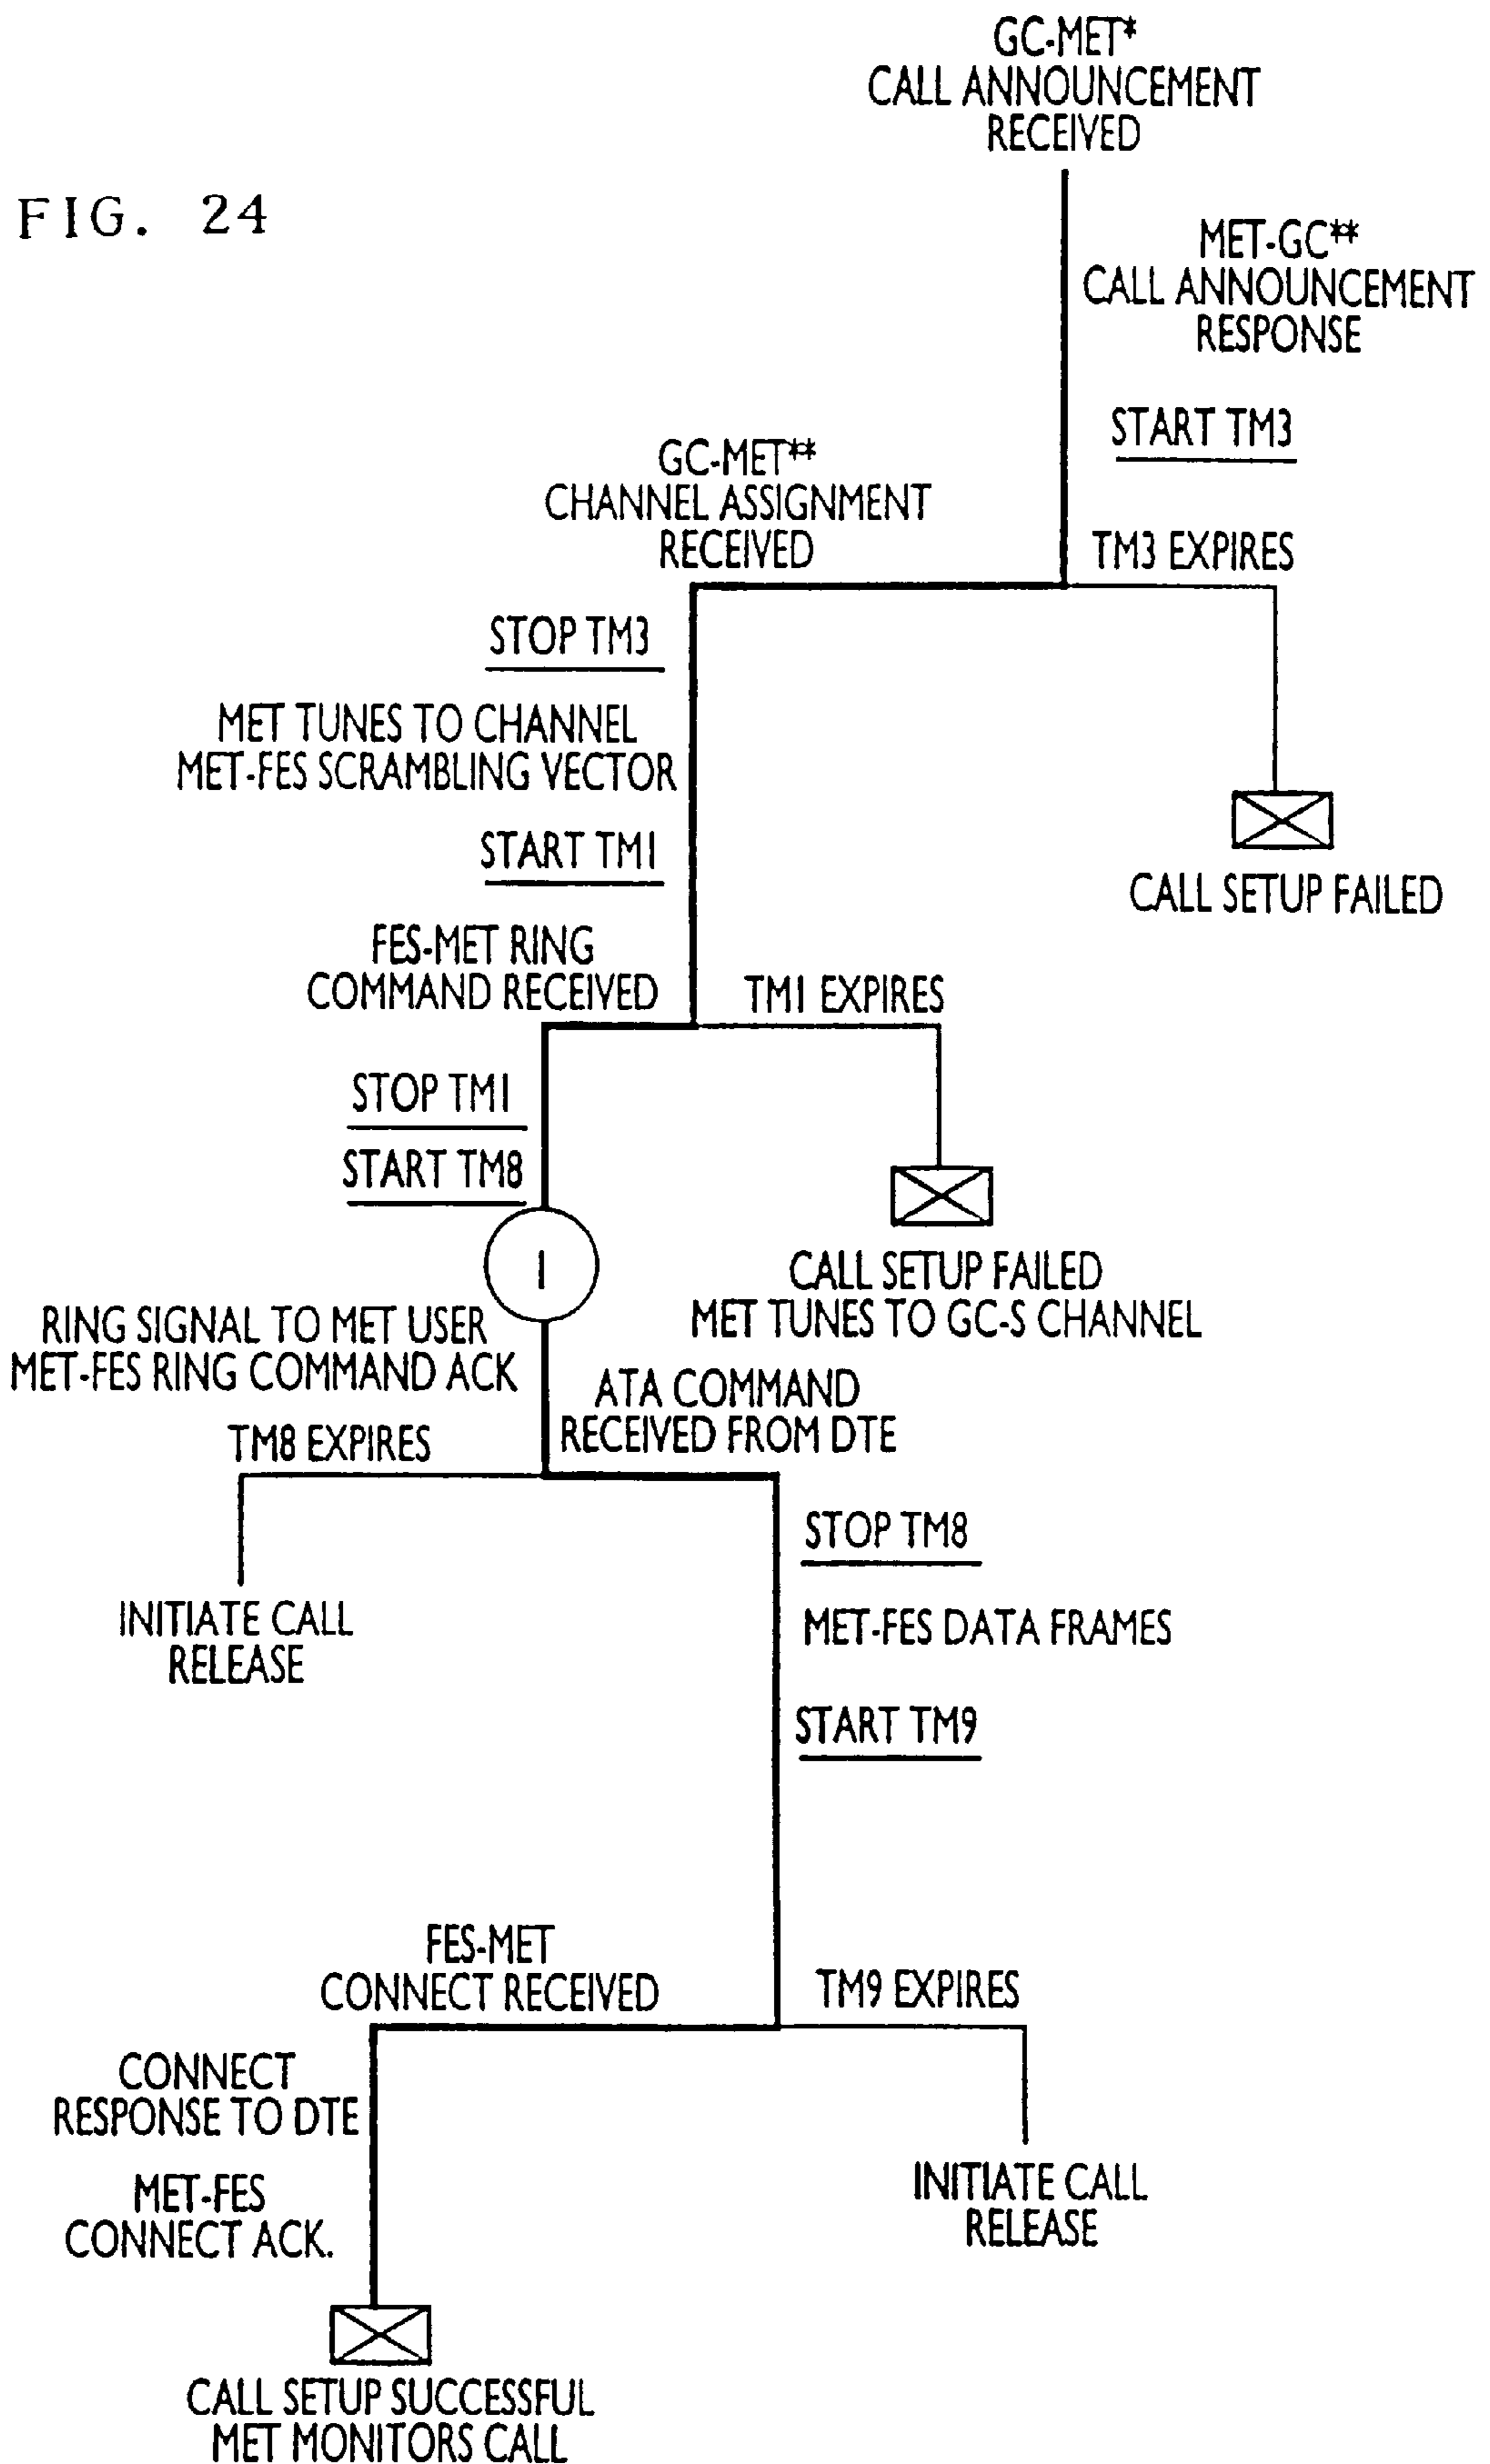 GC-MET*
CALL ANNOUNCEMENT
RECEIVED
FIG. 24
MET-GC**
CALL ANNOUNCEMENT
RESPONSE
START TM3
GC-MET**
CHANNEL ASSIGNMENT
RECEIVED
TM3 EXPIRES
STOP TM3
MET TUNES TO CHANNEL
MET-FES SCRAMBLING VECTOR
START TM1
CALL SETUP FAILED
FES-MET RING
COMMAND RECEIVED
TM1 EXPIRES
STOP TM1
START TM8
1
CALL SETUP FAILED
MET TUNES TO GC-S CHANNEL
RING SIGNAL TO MET USER
MET-FES RING COMMAND ACK
ATA COMMAND
RECEIVED FROM DTE
TM8 EXPIRES
STOP TM8
INITIATE CALL
RELEASE
MET-FES DATA FRAMES
START TM9
FES-MET
CONNECT RECEIVED
TM9 EXPIRES
CONNECT
RESPONSE TO DTE
MET-FES
CONNECT ACK.
INITIATE CALL
RELEASE
CALL SETUP SUCCESSFUL
MET MONITORS CALL